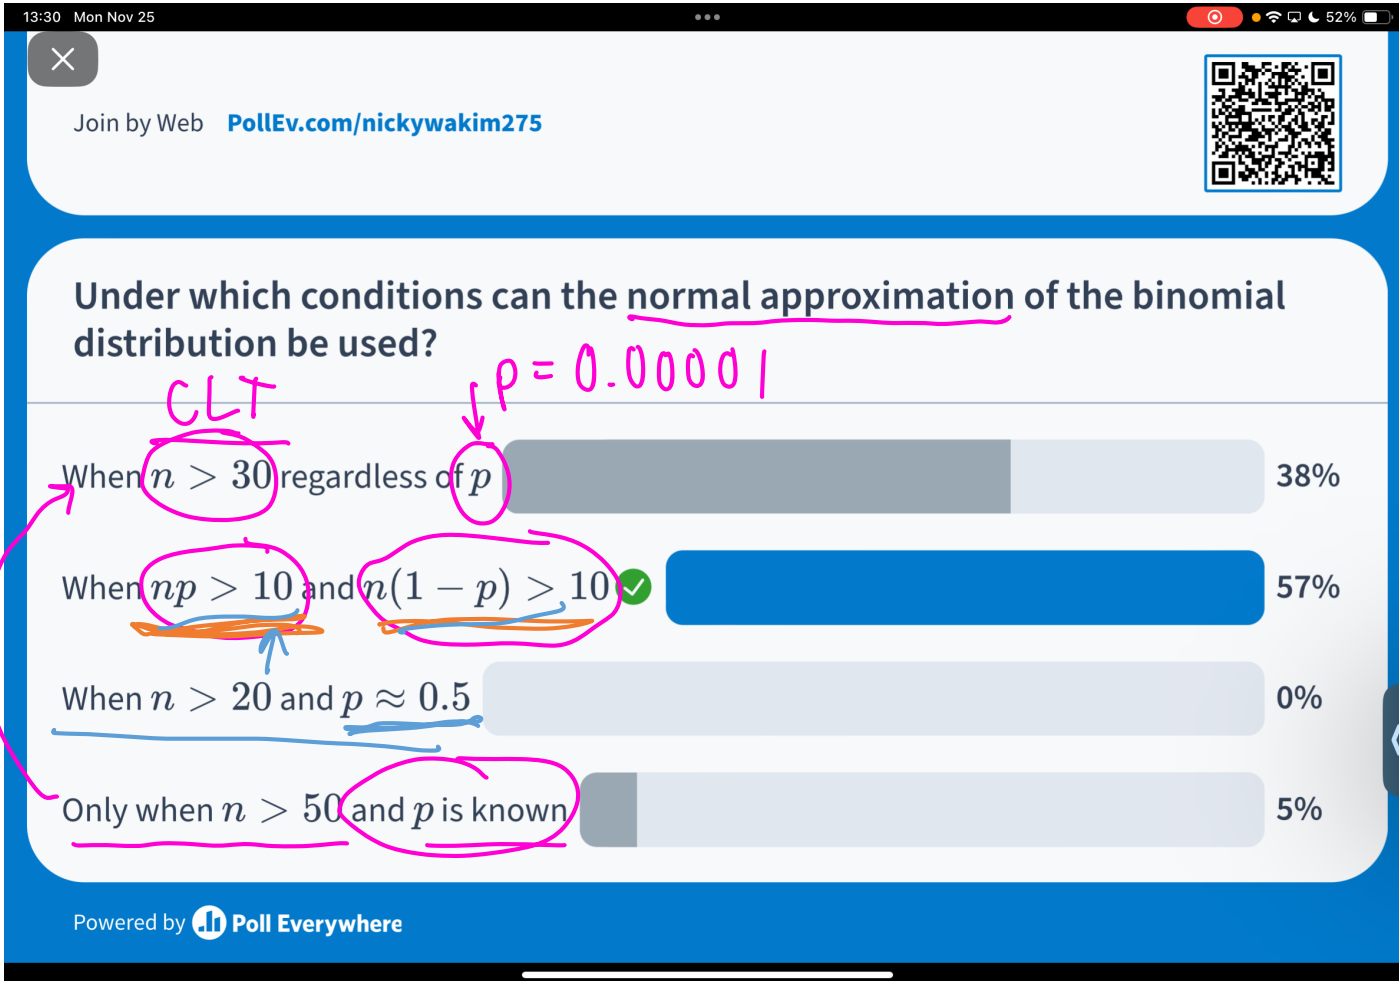 13:30 Mon Nov 25
52%
Join by Web PollEv.com/nickywakim275
Under which conditions can the normal approximation of the binomial
distribution be used?
p = 0.00001
CLT
When n > 30 regardless of p 38%
When np > 10 and n(1 − p) > 10 57%
When n > 20 and p ≈ 0.5 0%
Only when n > 50 and p is known 5%
Powered by Poll Everywhere